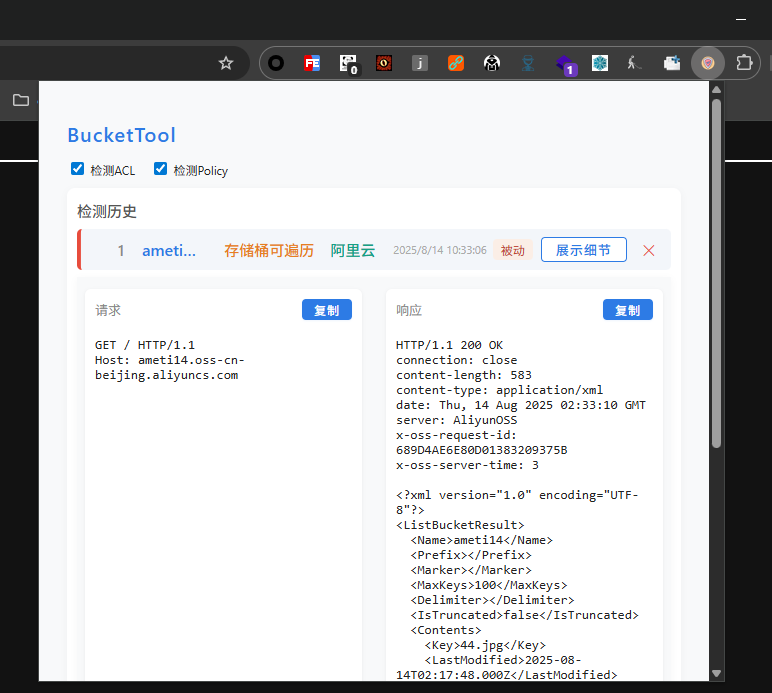 FE
0
j
1
BucketTool
检测ACL 检测Policy
检测历史
1 ameti... 存储桶可遍历 阿里云 2025/8/14 10:33:06 被动 展示细节
请求 复制
GET / HTTP/1.1
Host: ameti14.oss-cn-
beijing.aliyuncs.com
响应 复制
HTTP/1.1 200 OK
connection: close
content-length: 583
content-type: application/xml
date: Thu, 14 Aug 2025 02:33:10 GMT
server: AliyunOSS
x-oss-request-id:
689D4AE6E80D01383209375B
x-oss-server-time: 3
<?xml version="1.0" encoding="UTF-
8"?>
<ListBucketResult>
<Name>ameti14</Name>
<Prefix></Prefix>
<Marker></Marker>
<MaxKeys>100</MaxKeys>
<Delimiter></Delimiter>
<IsTruncated>false</IsTruncated>
<Contents>
<Key>44.jpg</Key>
<LastModified>2025-08-
14T02:17:48.000Z</LastModified>